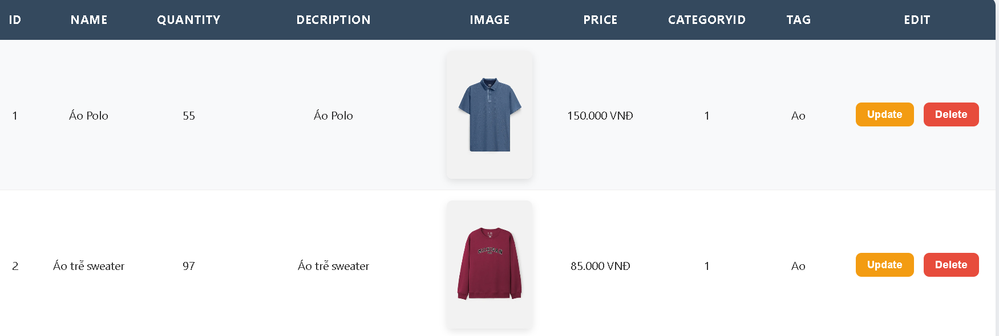 ID NAME QUANTITY DECRIPTION IMAGE PRICE CATEGORYID TAG EDIT
1 Áo Polo 55 Áo Polo 150.000 VNĐ 1 Ao Update Delete
MICHIGAN
2 Áo trễ sweater 97 Áo trễ sweater 85.000 VNĐ 1 Ao Update Delete